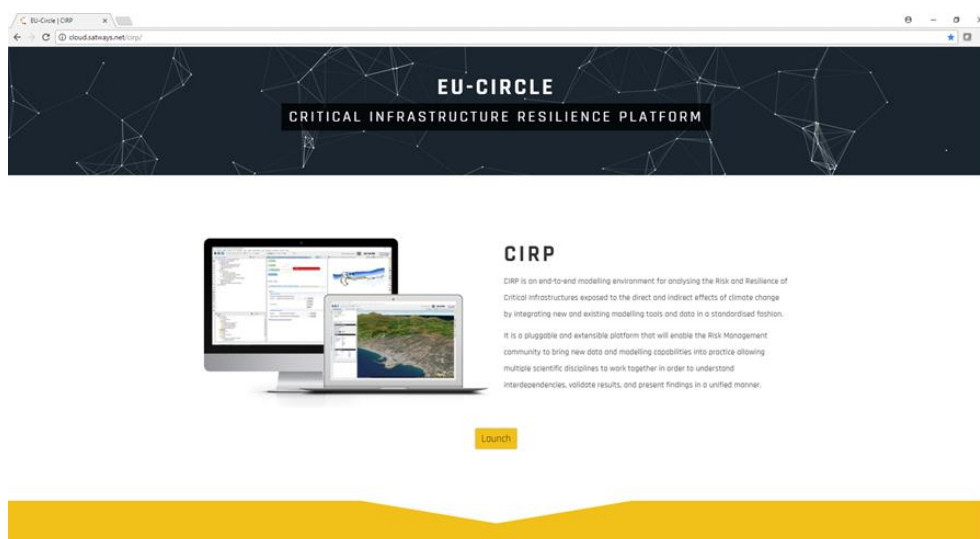 EU-Circle | CIRP
cloud.satways.net/cirp/
EU-CIRCLE
CRITICAL INFRASTRUCTURE RESILIENCE PLATFORM
CIRP
CIRP is an end-to-end modelling environment for analysing the Risk and Resilience of
Critical Infrastructures exposed to the direct and indirect effects of climate change
by integrating new and existing modelling tools and data in a standardised fashion.
It is a pluggable and extensible platform that will enable the Risk Management
community to bring new data and modelling capabilities into practice allowing
multiple scientific disciplines to work together in order to understand
interdependencies, validate results, and present findings in a unified manner.
Launch